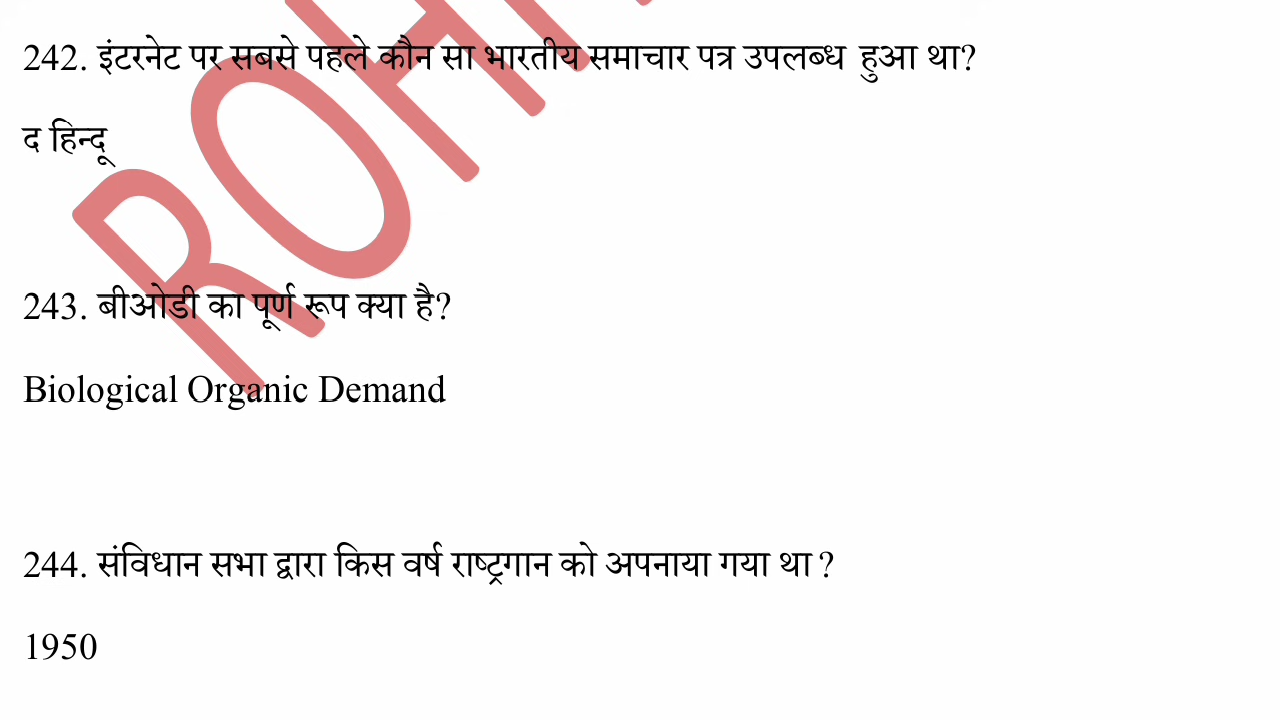 242. इंटरनेट पर सबसे पहले कौन सा भारतीय समाचार पत्र उपलब्ध हुआ था?
द हिन्दू
243. बीओडी का पूर्ण रूप क्या है?
Biological Organic Demand
244. संविधान सभा द्वारा किस वर्ष राष्ट्रगान को अपनाया गया था ?
1950